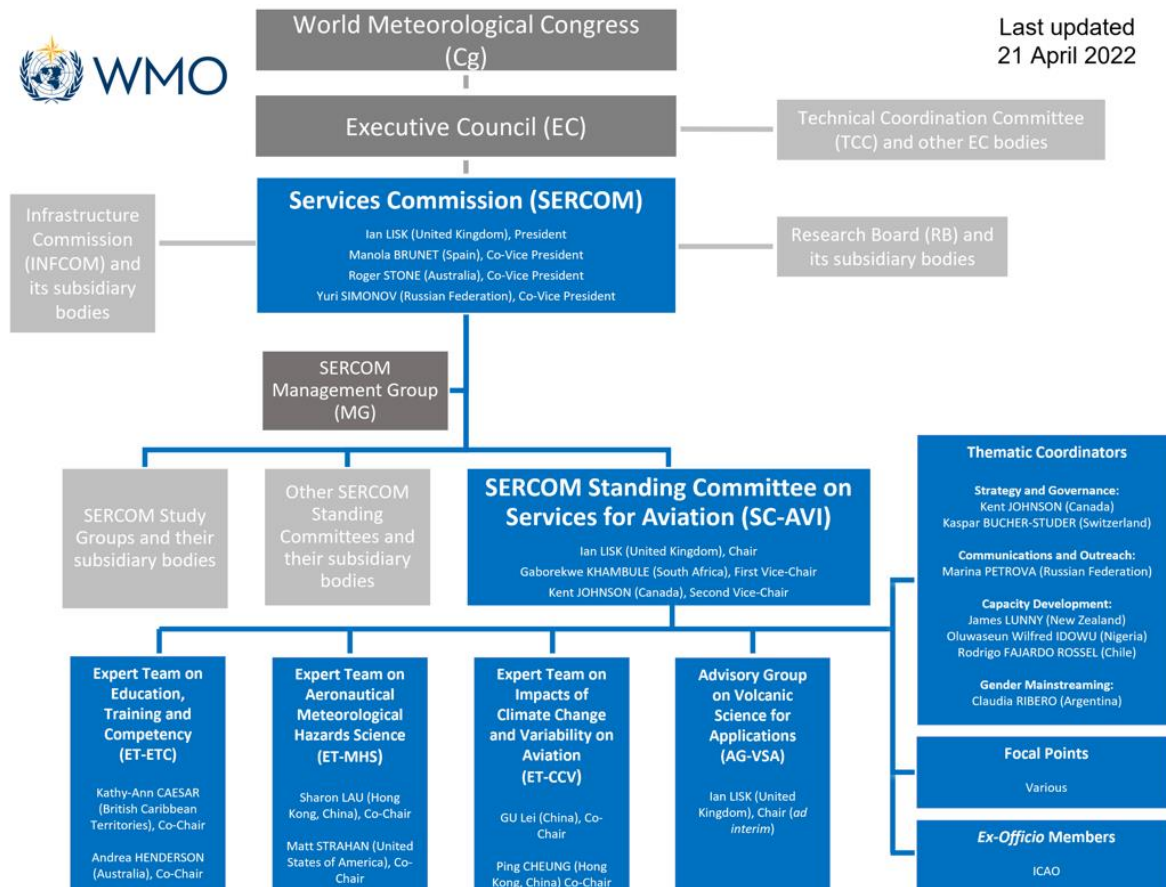 WMO
World Meteorological Congress
(Cg)
Last updated
21 April 2022
Executive Council (EC)
Technical Coordination Committee
(TCC) and other EC bodies
Infrastructure
Commission
(INFCOM) and
its subsidiary
bodies
Services Commission (SERCOM)
Ian LISK (United Kingdom), President
Manola BRUNET (Spain), Co-Vice President
Roger STONE (Australia), Co-Vice President
Yuri SIMONOV (Russian Federation), Co-Vice President
Research Board (RB) and
its subsidiary bodies
SERCOM
Management Group
(MG)
SERCOM Study
Groups and their
subsidiary bodies
Other SERCOM
Standing
Committees and
their subsidiary
bodies
SERCOM Standing Committee on
Services for Aviation (SC-AVI)
Ian LISK (United Kingdom), Chair
Gaborekwe KHAMBULE (South Africa), First Vice-Chair
Kent JOHNSON (Canada), Second Vice-Chair
Thematic Coordinators
Strategy and Governance:
Kent JOHNSON (Canada)
Kaspar BUCHER-STUDER (Switzerland)
Communications and Outreach:
Marina PETROVA (Russian Federation)
Capacity Development:
James LUNNY (New Zealand)
Oluwaseun Wilfred IDOWU (Nigeria)
Rodrigo FAJARDO ROSSEL (Chile)
Gender Mainstreaming:
Claudia RIBERO (Argentina)
Expert Team on
Education,
Training and
Competency
(ET-ETC)
Kathy-Ann CAESAR
(British Caribbean
Territories), Co-Chair
Andrea HENDERSON
(Australia), Co-Chair
Expert Team on
Aeronautical
Meteorological
Hazards Science
(ET-MHS)
Sharon LAU (Hong
Kong, China), Co-Chair
Matt STRAHAN (United
States of America), Co-
Chair
Expert Team on
Impacts of
Climate Change
and Variability on
Aviation
(ET-CCV)
GU Lei (China), Co-
Chair
Ping CHEUNG (Hong
Kong, China) Co-Chair
Advisory Group
on Volcanic
Science for
Applications
(AG-VSA)
Ian LISK (United
Kingdom), Chair (ad
interim)
Focal Points
Various
Ex-Officio Members
ICAO